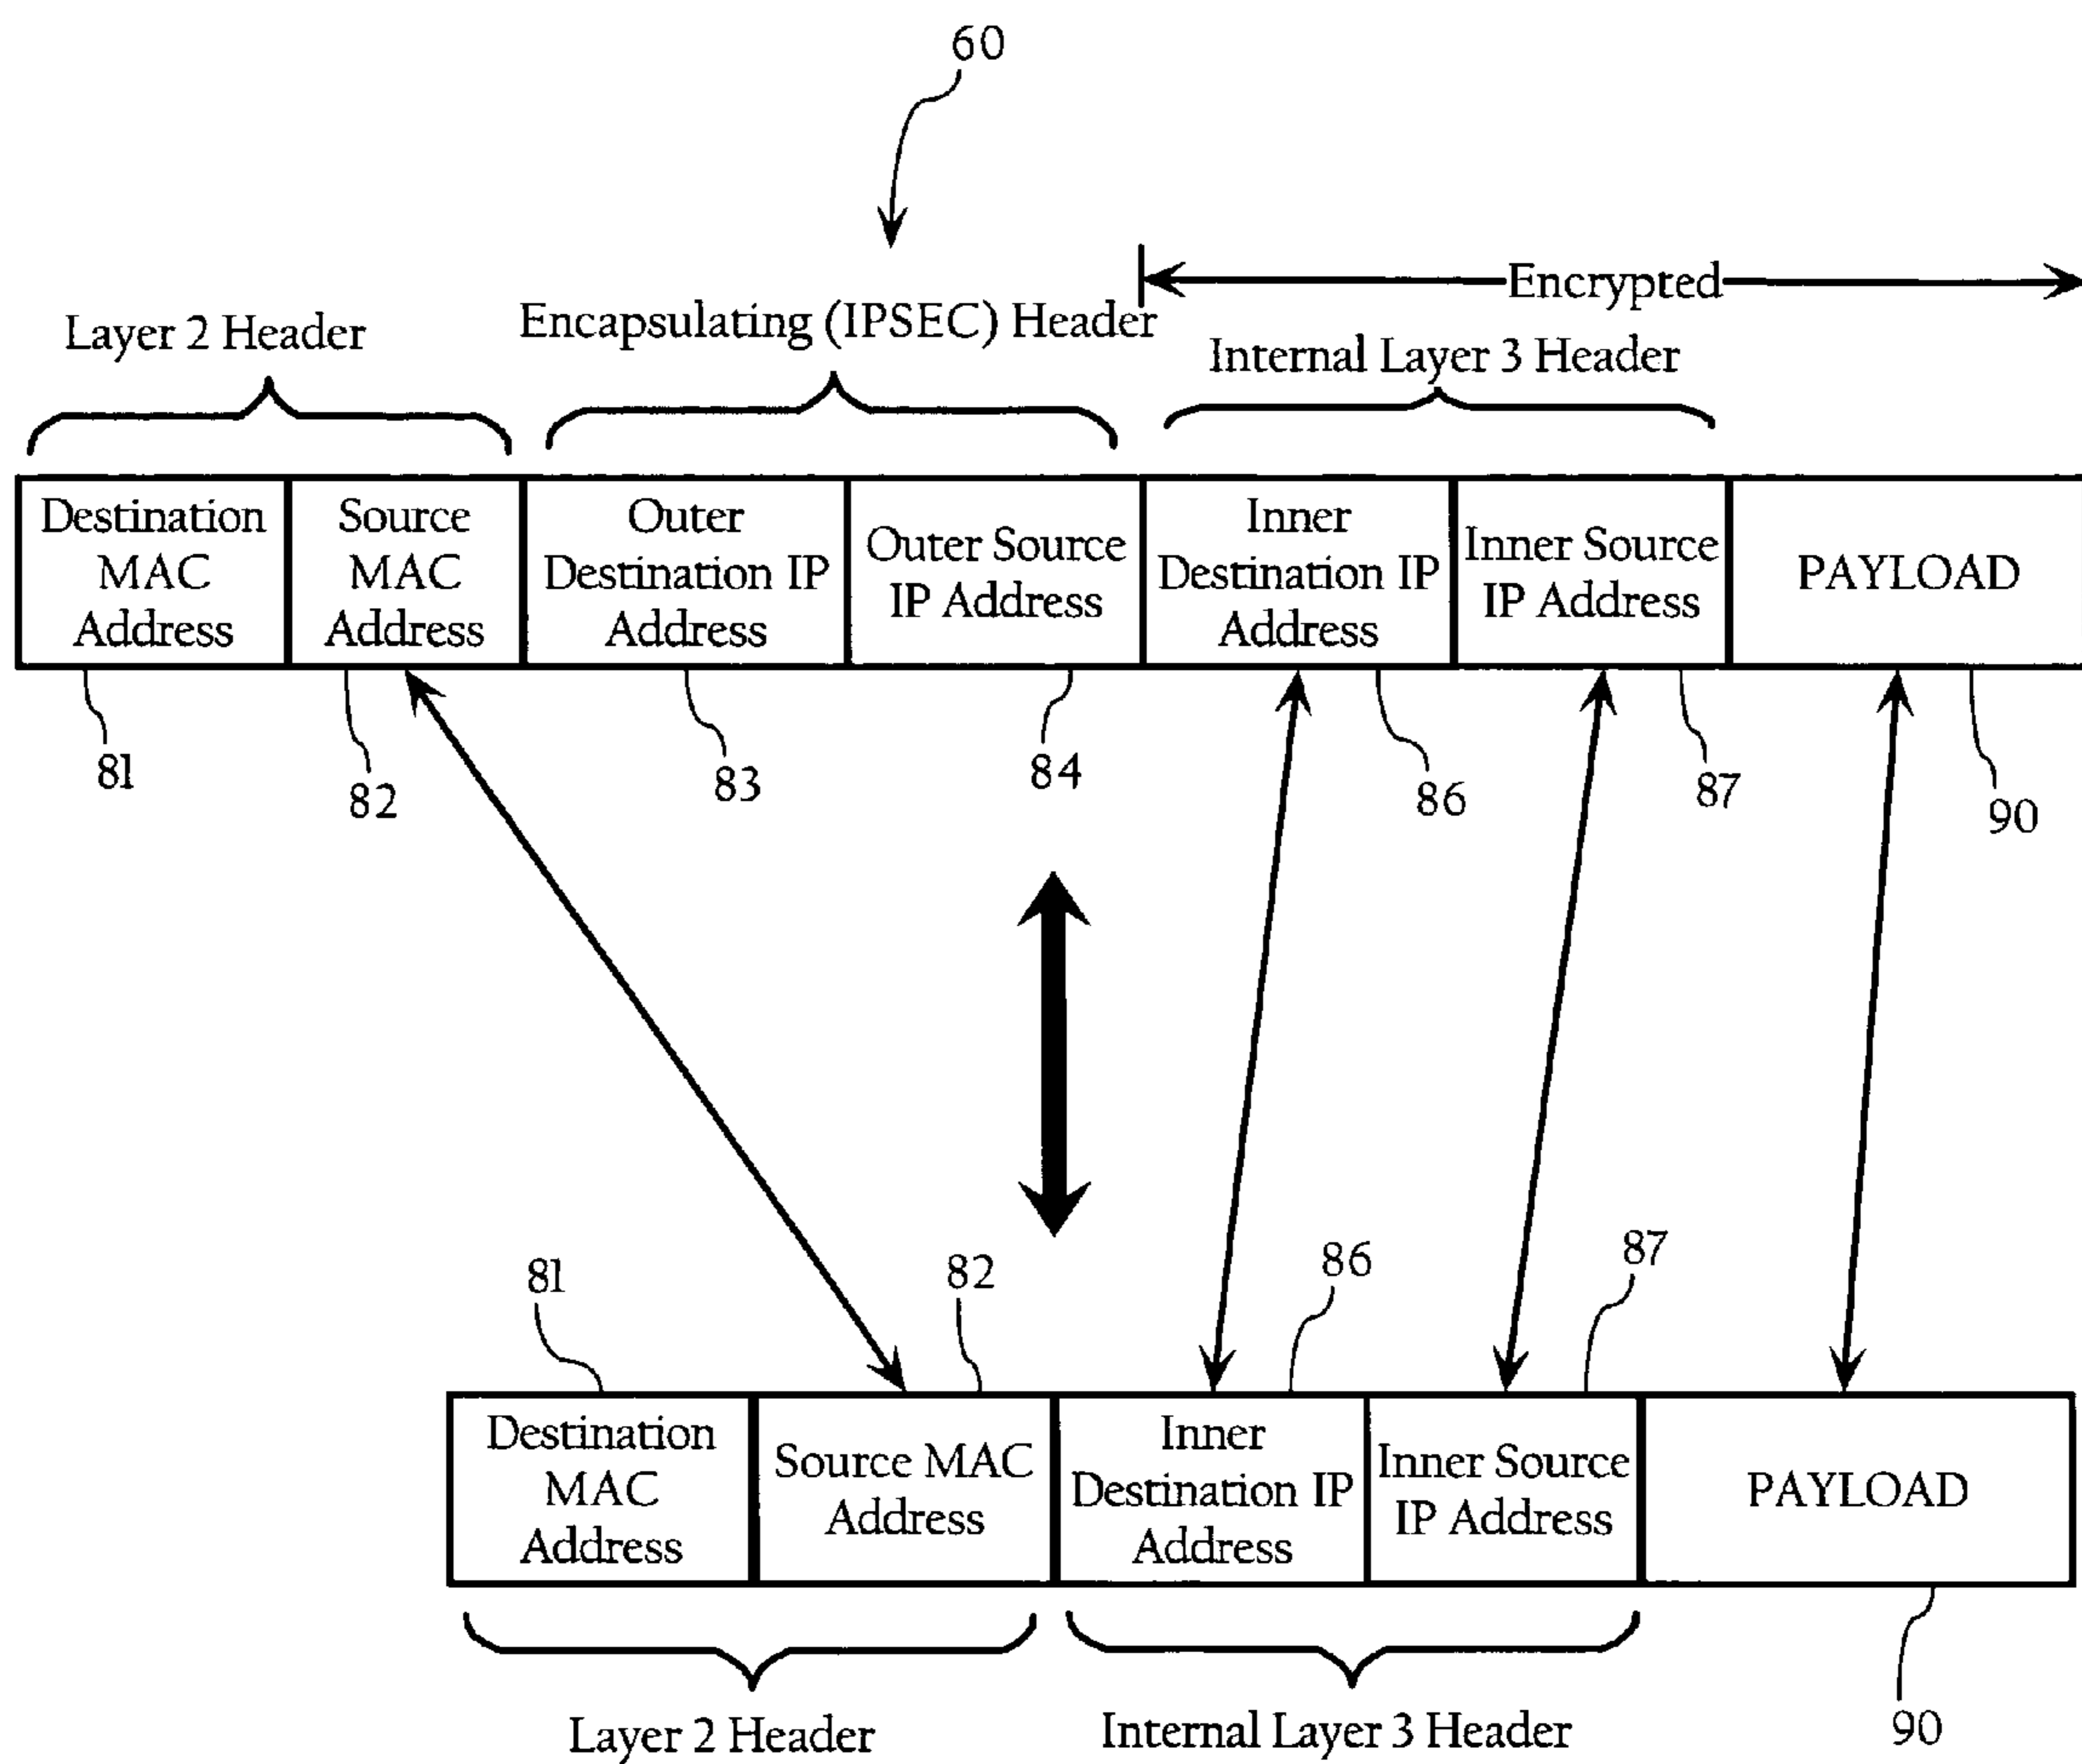 60
Encrypted
Layer 2 Header
Encapsulating (IPSEC) Header
Internal Layer 3 Header
Destination
MAC
Address
Source
MAC
Address
Outer
Destination IP
Address
Outer Source
IP Address
Inner
Destination IP
Address
Inner Source
IP Address
PAYLOAD
81
82
83
84
86
87
90
81
82
86
87
Destination
MAC
Address
Source MAC
Address
Inner
Destination IP
Address
Inner Source
IP Address
PAYLOAD
Layer 2 Header
Internal Layer 3 Header
90